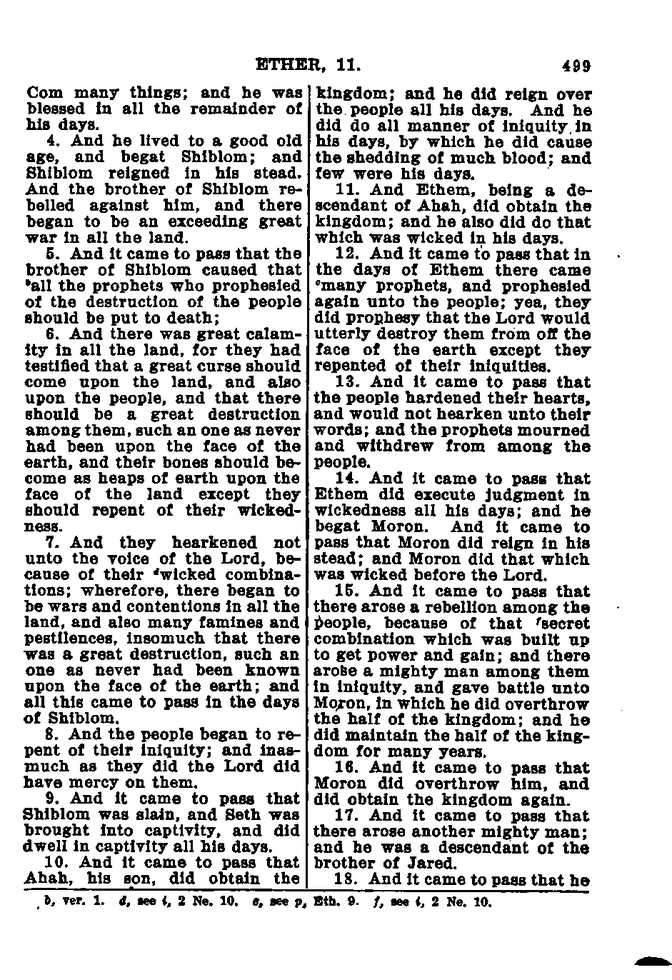 ETHER, 11. 499
Com many things; and he was
blessed in all the remainder of
his days.
4. And he lived to a good old
age, and begat Shiblom; and
Shiblom reigned in his stead.
And the brother of Shiblom re-
belled against him, and there
began to be an exceeding great
war in all the land.
5. And it came to pass that the
brother of Shiblom caused that
ball the prophets who prophesied
of the destruction of the people
should be put to death;
6. And there was great calam-
ity in all the land, for they had
testified that a great curse should
come upon the land, and also
upon the people, and that there
should be a great destruction
among them, such an one as never
had been upon the face of the
earth, and their bones should be-
come as heaps of earth upon the
face of the land except they
should repent of their wicked-
ness.
7. And they hearkened not
unto the voice of the Lord, be-
cause of their dwicked combina-
tions; wherefore, there began to
be wars and contentions in all the
land, and also many famines and
pestilences, insomuch that there
was a great destruction, such an
one as never had been known
upon the face of the earth; and
all this came to pass in the days
of Shiblom.
8. And the people began to re-
pent of their iniquity; and inas-
much as they did the Lord did
have mercy on them.
9. And it came to pass that
Shiblom was slain, and Seth was
brought into captivity, and did
dwell in captivity all his days.
10. And it came to pass that
Ahah, his son, did obtain the
kingdom; and he did reign over
the people all his days. And he
did do all manner of iniquity in
his days, by which he did cause
the shedding of much blood; and
few were his days.
11. And Ethem, being a de-
scendant of Ahah, did obtain the
kingdom; and he also did do that
which was wicked in his days.
12. And it came to pass that in
the days of Ethem there came
emany prophets, and prophesied
again unto the people; yea, they
did prophesy that the Lord would
utterly destroy them from off the
face of the earth except they
repented of their iniquities.
13. And it came to pass that
the people hardened their hearts,
and would not hearken unto their
words; and the prophets mourned
and withdrew from among the
people.
14. And it came to pass that
Ethem did execute judgment in
wickedness all his days; and he
begat Moron. And it came to
pass that Moron did reign in his
stead; and Moron did that which
was wicked before the Lord.
15. And it came to pass that
there arose a rebellion among the
people, because of that fsecret
combination which was built up
to get power and gain; and there
arose a mighty man among them
in iniquity, and gave battle unto
Moron, in which he did overthrow
the half of the kingdom; and he
did maintain the half of the king-
dom for many years.
16. And it came to pass that
Moron did overthrow him, and
did obtain the kingdom again.
17. And it came to pass that
there arose another mighty man;
and he was a descendant of the
brother of Jared.
18. And it came to pass that he
b, ver. 1. d, see i, 2 Ne. 10. e, see p, Eth. 9. f, see i, 2 Ne. 10.